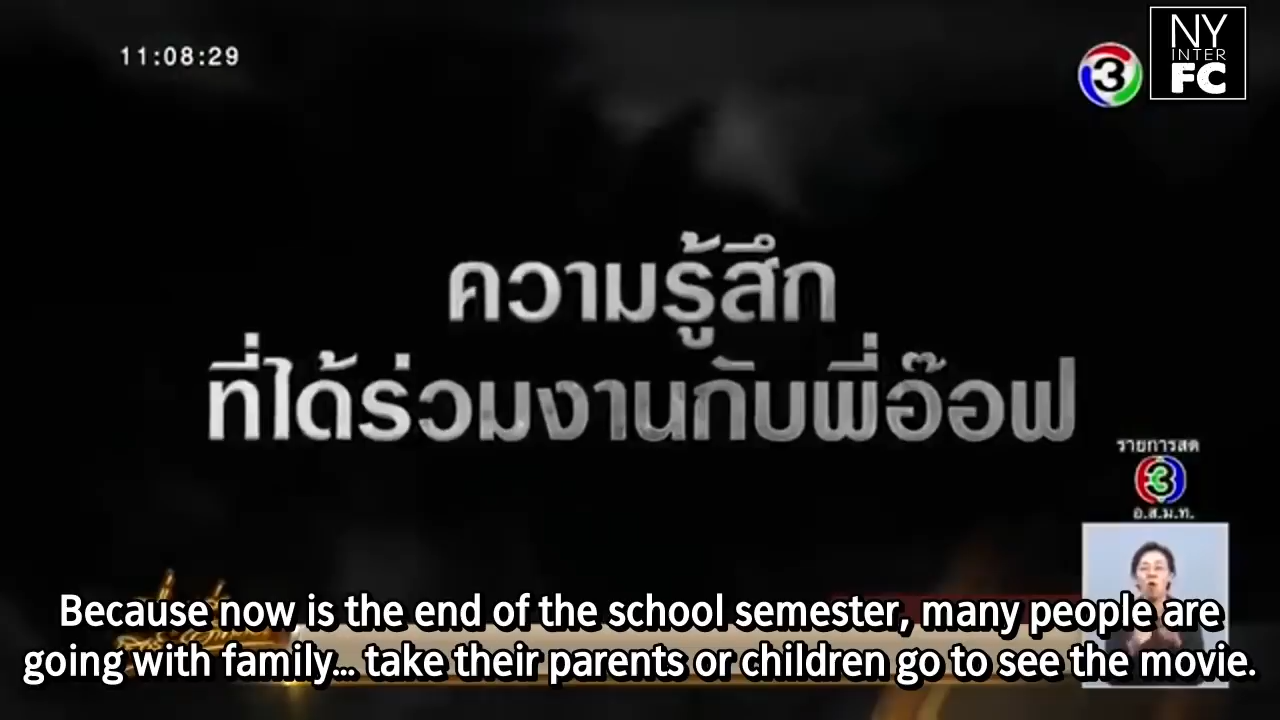 11:08:29
3
NY
INTER
FC
ความรู้สึก
ที่ได้ร่วมงานกับพี่อ๊อฟ
รายการสด
3
อ.ส.ม.ท.
Because now is the end of the school semester, many people are
going with family... take their parents or children go to see the movie.